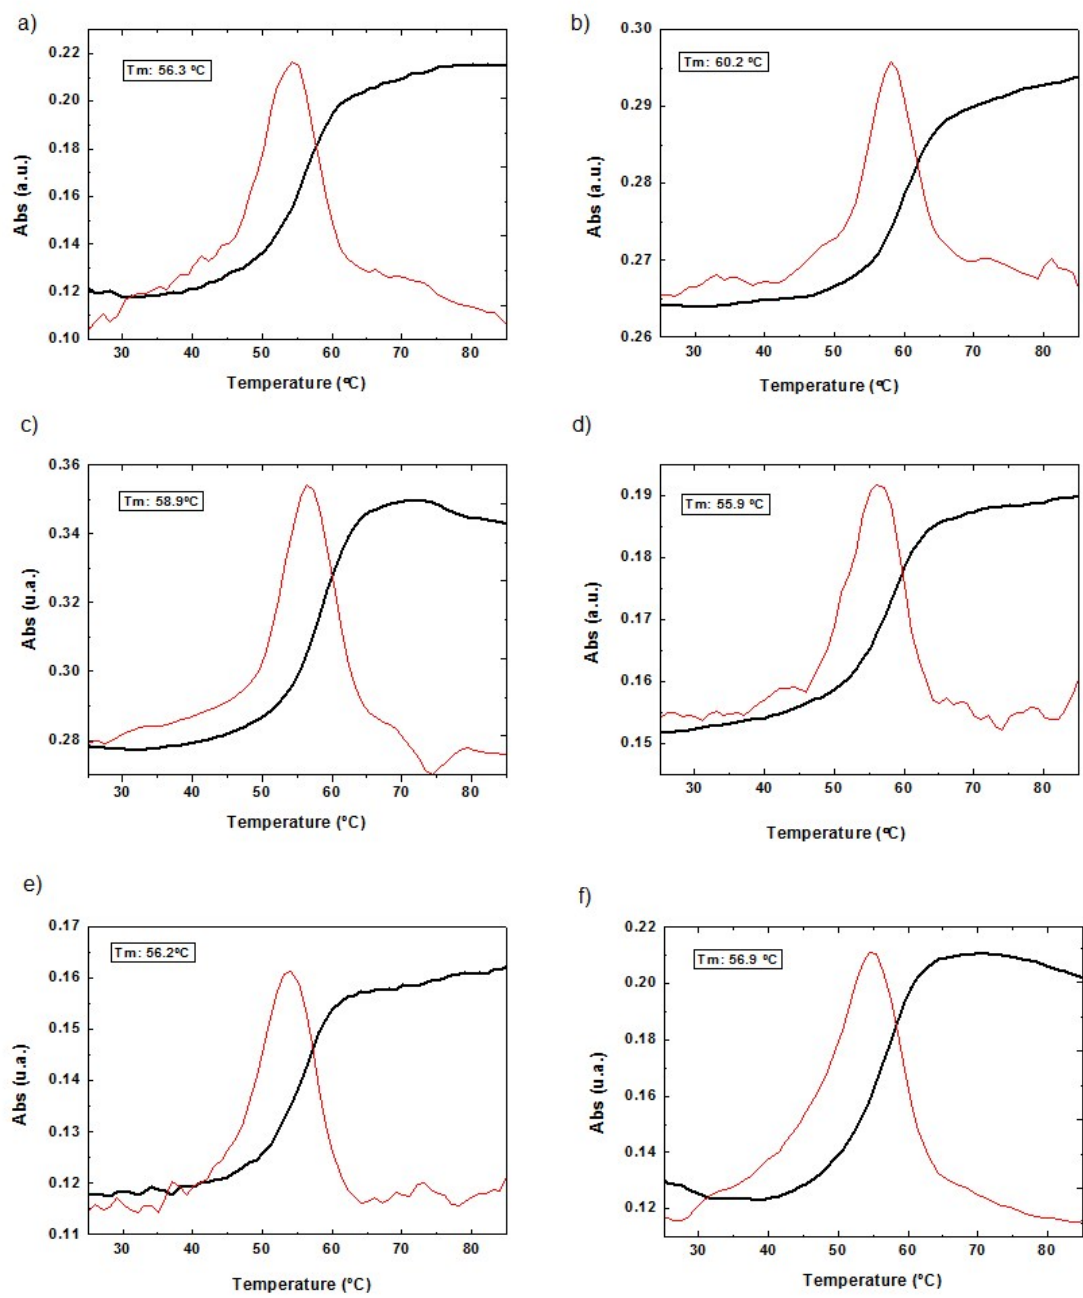 a)
0.22
0.20
0.18
0.16
0.14
0.12
0.10
Abs (a.u.)
Tm: 56.3 ºC
30 40 50 60 70 80
Temperature (ºC)
b)
0.30
0.29
0.28
0.27
0.26
Abs (a.u.)
Tm: 60.2 ºC
30 40 50 60 70 80
Temperature (ºC)
c)
0.36
0.34
0.32
0.30
0.28
Abs (u.a.)
Tm: 58.9ºC
30 40 50 60 70 80
Temperature (ºC)
d)
0.19
0.18
0.17
0.16
0.15
Abs (a.u.)
Tm: 55.9 ºC
30 40 50 60 70 80
Temperature (ºC)
e)
0.17
0.16
0.15
0.14
0.13
0.12
0.11
Abs (u.a.)
Tm: 56.2ºC
30 40 50 60 70 80
Temperature (ºC)
f)
0.22
0.20
0.18
0.16
0.14
0.12
Abs (u.a.)
Tm: 56.9 ºC
30 40 50 60 70 80
Temperature (ºC)